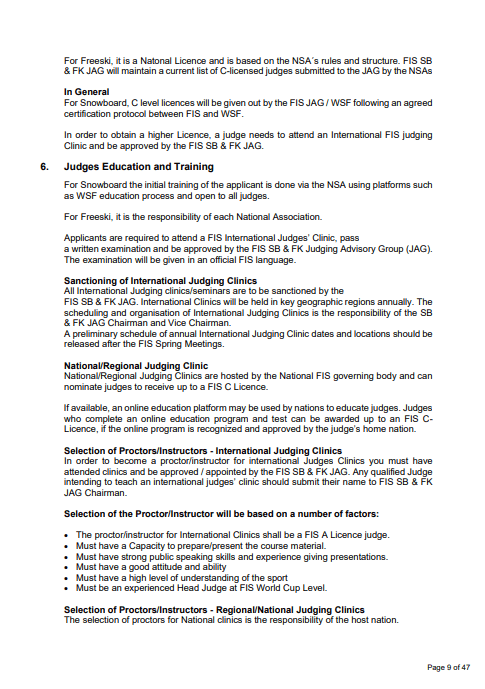 For Freeski, it is a Natonal Licence and is based on the NSA´s rules and structure. FIS SB
& FK JAG will maintain a current list of C-licensed judges submitted to the JAG by the NSAs
In General
For Snowboard, C level licences will be given out by the FIS JAG / WSF following an agreed
certification protocol between FIS and WSF.
In order to obtain a higher Licence, a judge needs to attend an International FIS judging
Clinic and be approved by the FIS SB & FK JAG.
6. Judges Education and Training
For Snowboard the initial training of the applicant is done via the NSA using platforms such
as WSF education process and open to all judges.
For Freeski, it is the responsibility of each National Association.
Applicants are required to attend a FIS International Judges' Clinic, pass
a written examination and be approved by the FIS SB & FK Judging Advisory Group (JAG).
The examination will be given in an official FIS language.
Sanctioning of International Judging Clinics
All International Judging clinics/seminars are to be sanctioned by the
FIS SB & FK JAG. International Clinics will be held in key geographic regions annually. The
scheduling and organisation of International Judging Clinics is the responsibility of the SB
& FK JAG Chairman and Vice Chairman.
A preliminary schedule of annual International Judging Clinic dates and locations should be
released after the FIS Spring Meetings.
National/Regional Judging Clinic
National/Regional Judging Clinics are hosted by the National FIS governing body and can
nominate judges to receive up to a FIS C Licence.
If available, an online education platform may be used by nations to educate judges. Judges
who complete an online education program and test can be awarded up to an FIS C-
Licence, if the online program is recognized and approved by the judge's home nation.
Selection of Proctors/Instructors - International Judging Clinics
In order to become a proctor/instructor for international Judges Clinics you must have
attended clinics and be approved / appointed by the FIS SB & FK JAG. Any qualified Judge
intending to teach an international judges' clinic should submit their name to FIS SB & FK
JAG Chairman.
Selection of the Proctor/Instructor will be based on a number of factors:
• The proctor/instructor for International Clinics shall be a FIS A Licence judge.
• Must have a Capacity to prepare/present the course material.
• Must have strong public speaking skills and experience giving presentations.
• Must have a good attitude and ability
• Must have a high level of understanding of the sport
• Must be an experienced Head Judge at FIS World Cup Level.
Selection of Proctors/Instructors - Regional/National Judging Clinics
The selection of proctors for National clinics is the responsibility of the host nation.
Page 9 of 47